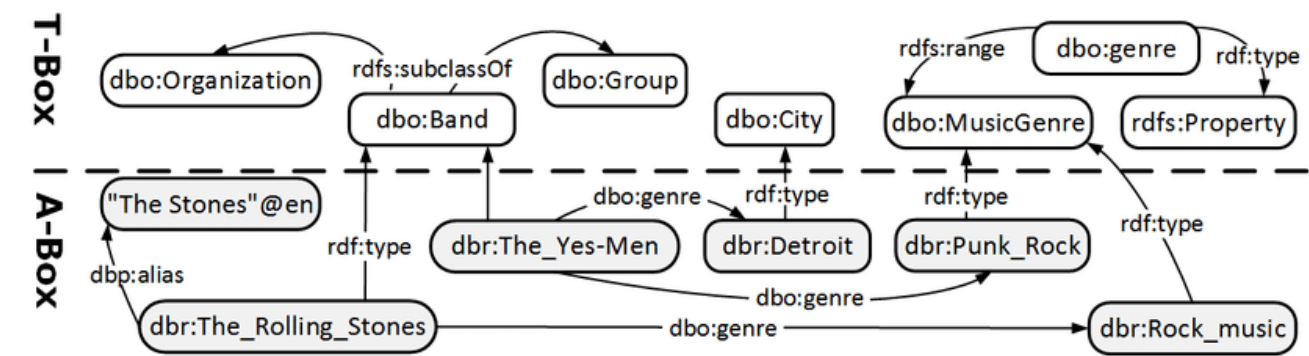 T-Box
dbo:genre
rdfs:range
rdf:type
dbo:Organization
rdfs:subclassOf
dbo:Group
dbo:Band
dbo:City
dbo:MusicGenre
rdfs:Property
A-Box
"The Stones"@en
dbo:genre
rdf:type
rdf:type
rdf:type
rdf:type
dbr:The_Yes-Men
dbr:Detroit
dbr:Punk_Rock
dbp:alias
dbo:genre
dbr:The_Rolling_Stones
dbo:genre
dbr:Rock_music